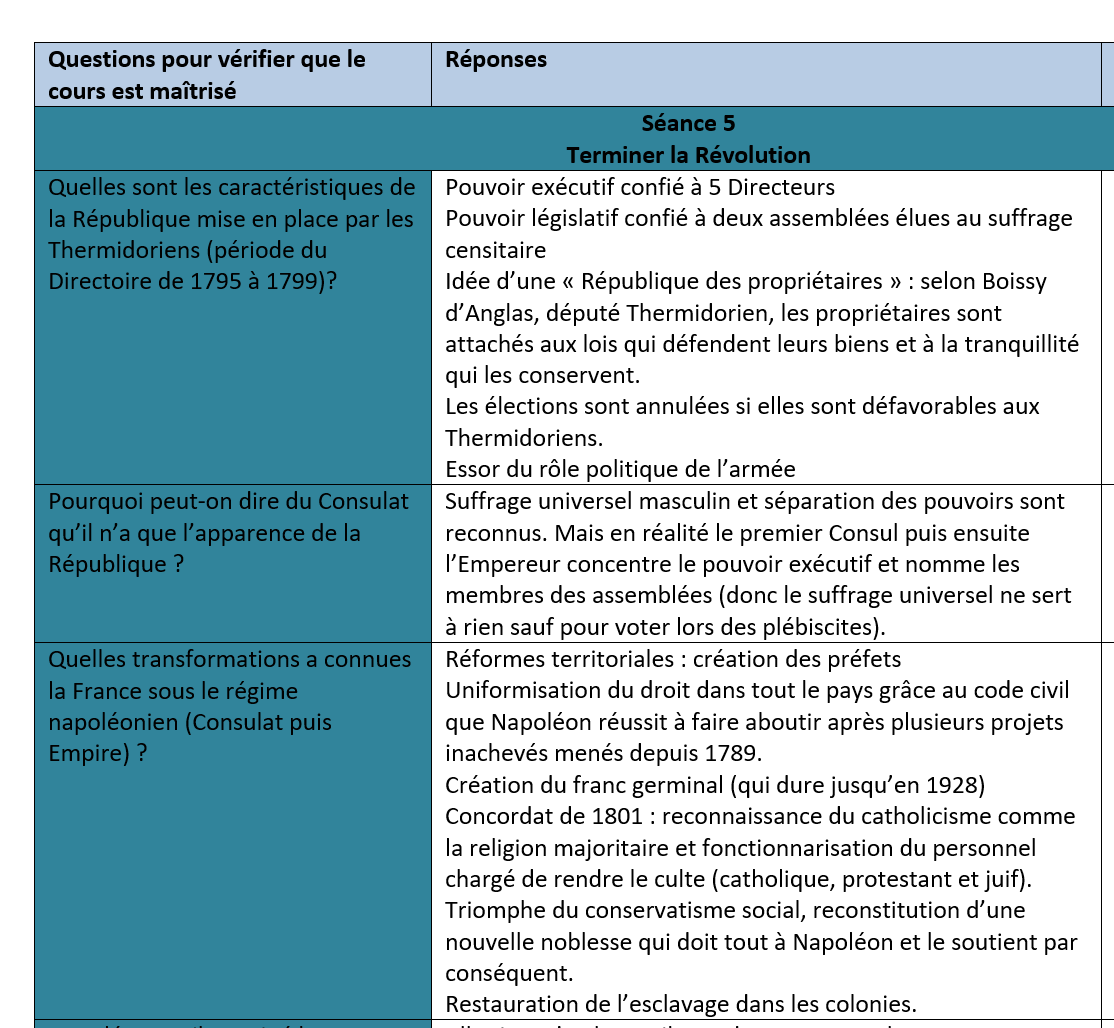 Questions pour vérifier que le
cours est maîtrisé
Réponses
Séance 5
Terminer la Révolution
Quelles sont les caractéristiques de
la République mise en place par les
Thermidoriens (période du
Directoire de 1795 à 1799)?
Pouvoir exécutif confié à 5 Directeurs
Pouvoir législatif confié à deux assemblées élues au suffrage
censitaire
Idée d’une « République des propriétaires » : selon Boissy
d’Anglas, député Thermidorien, les propriétaires sont
attachés aux lois qui défendent leurs biens et à la tranquillité
qui les conservent.
Les élections sont annulées si elles sont défavorables aux
Thermidoriens.
Essor du rôle politique de l’armée
Pourquoi peut-on dire du Consulat
qu’il n’a que l’apparence de la
République ?
Suffrage universel masculin et séparation des pouvoirs sont
reconnus. Mais en réalité le premier Consul puis ensuite
l’Empereur concentre le pouvoir exécutif et nomme les
membres des assemblées (donc le suffrage universel ne sert
à rien sauf pour voter lors des plébiscites).
Quelles transformations a connues
la France sous le régime
napoléonien (Consulat puis
Empire) ?
Réformes territoriales : création des préfets
Uniformisation du droit dans tout le pays grâce au code civil
que Napoléon réussit à faire aboutir après plusieurs projets
inachevés menés depuis 1789.
Création du franc germinal (qui dure jusqu’en 1928)
Concordat de 1801 : reconnaissance du catholicisme comme
la religion majoritaire et fonctionnarisation du personnel
chargé de rendre le culte (catholique, protestant et juif).
Triomphe du conservatisme social, reconstitution d’une
nouvelle noblesse qui doit tout à Napoléon et le soutient par
conséquent.
Restauration de l’esclavage dans les colonies.